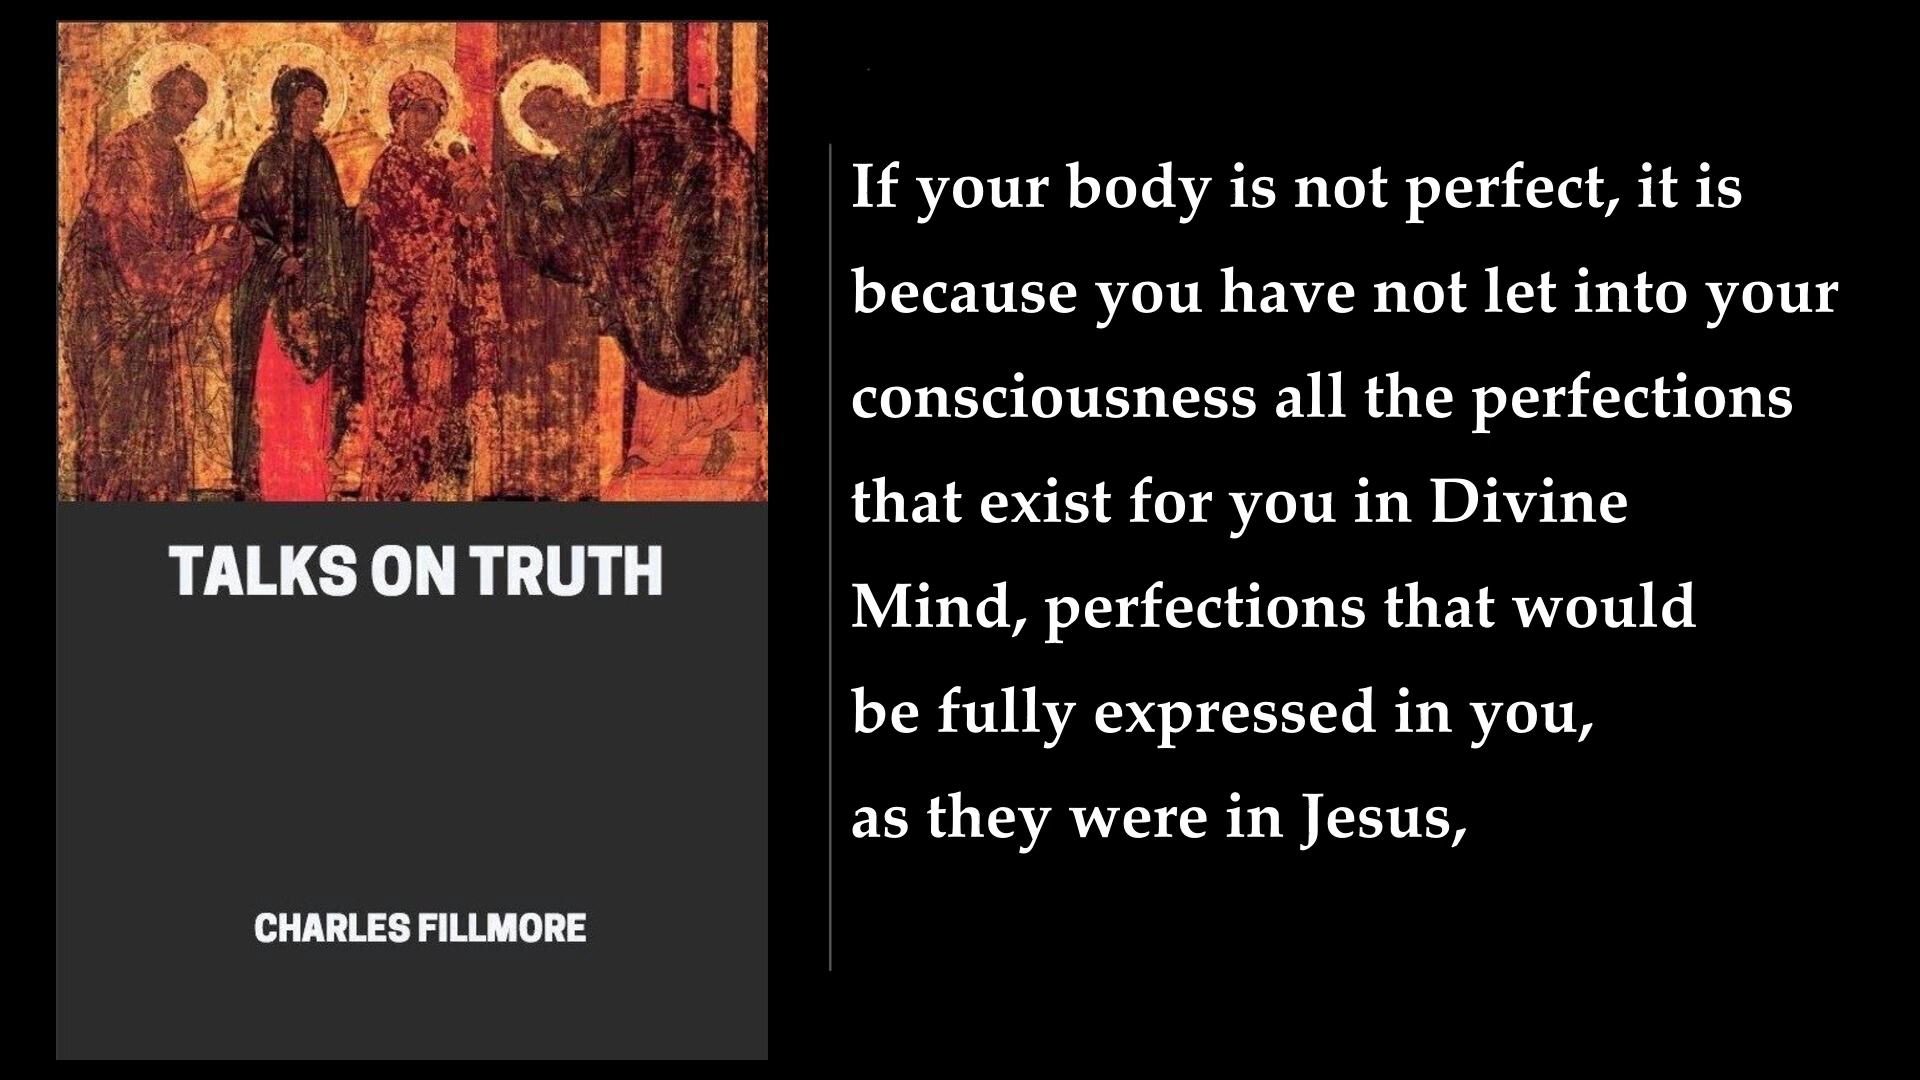 TALKS ON TRUTH
CHARLES FILLMORE
If your body is not perfect, it is
because you have not let into your
consciousness all the perfections
that exist for you in Divine
Mind, perfections that would
be fully expressed in you,
as they were in Jesus,